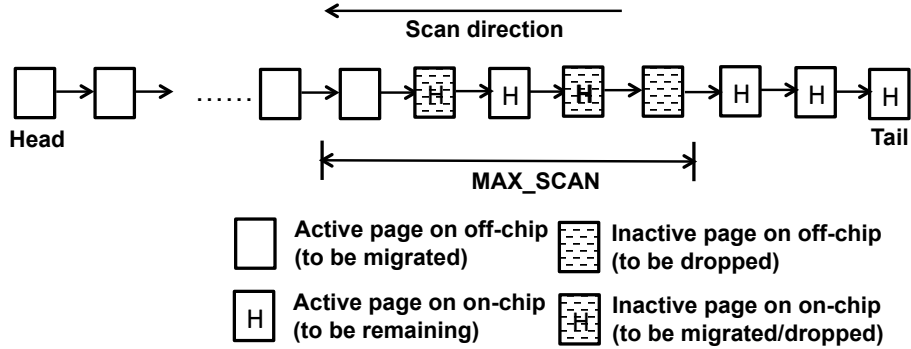 Scan direction
......
H H H H H H
Head Tail
MAX_SCAN
Active page on off-chip
(to be migrated)
Inactive page on off-chip
(to be dropped)
H Active page on on-chip
(to be remaining)
H Inactive page on on-chip
(to be migrated/dropped)